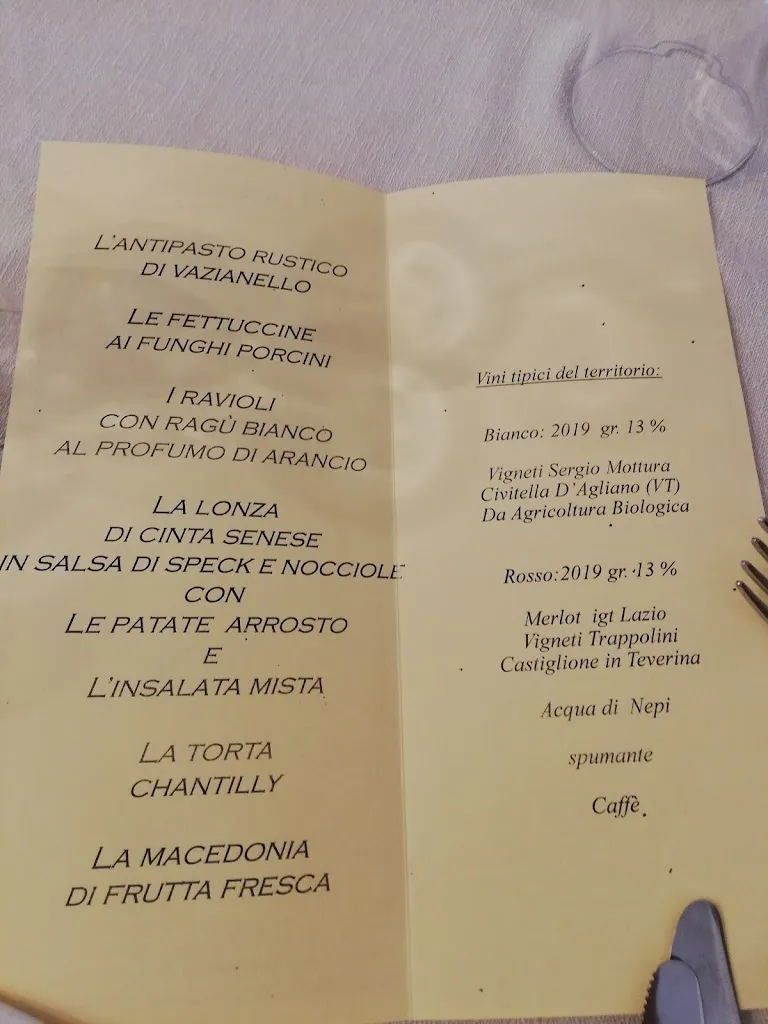 L'ANTIPASTO RUSTICO
DI VAZIANELLO
LE FETTUCCINE
AI FUNGHI PORCINI
I RAVIOLI
CON RAGÙ BIANCO
AL PROFUMO DI ARANCIO
LA LONZA
DI CINTA SENESE
IN SALSA DI SPECK E NOCCIOLE
CON
LE PATATE ARROSTO
E
L'INSALATA MISTA
LA TORTA
CHANTILLY
LA MACEDONIA
DI FRUTTA FRESCA
Vini tipici del territorio:
Bianco: 2019 gr. 13 %
Vigneti Sergio Mottura
Civitella D'Agliano (VT)
Da Agricoltura Biologica
Rosso:2019 gr. 13 %
Merlot igt Lazio
Vigneti Trappolini
Castiglione in Teverina
Acqua di Nepi
spumante
Caffè